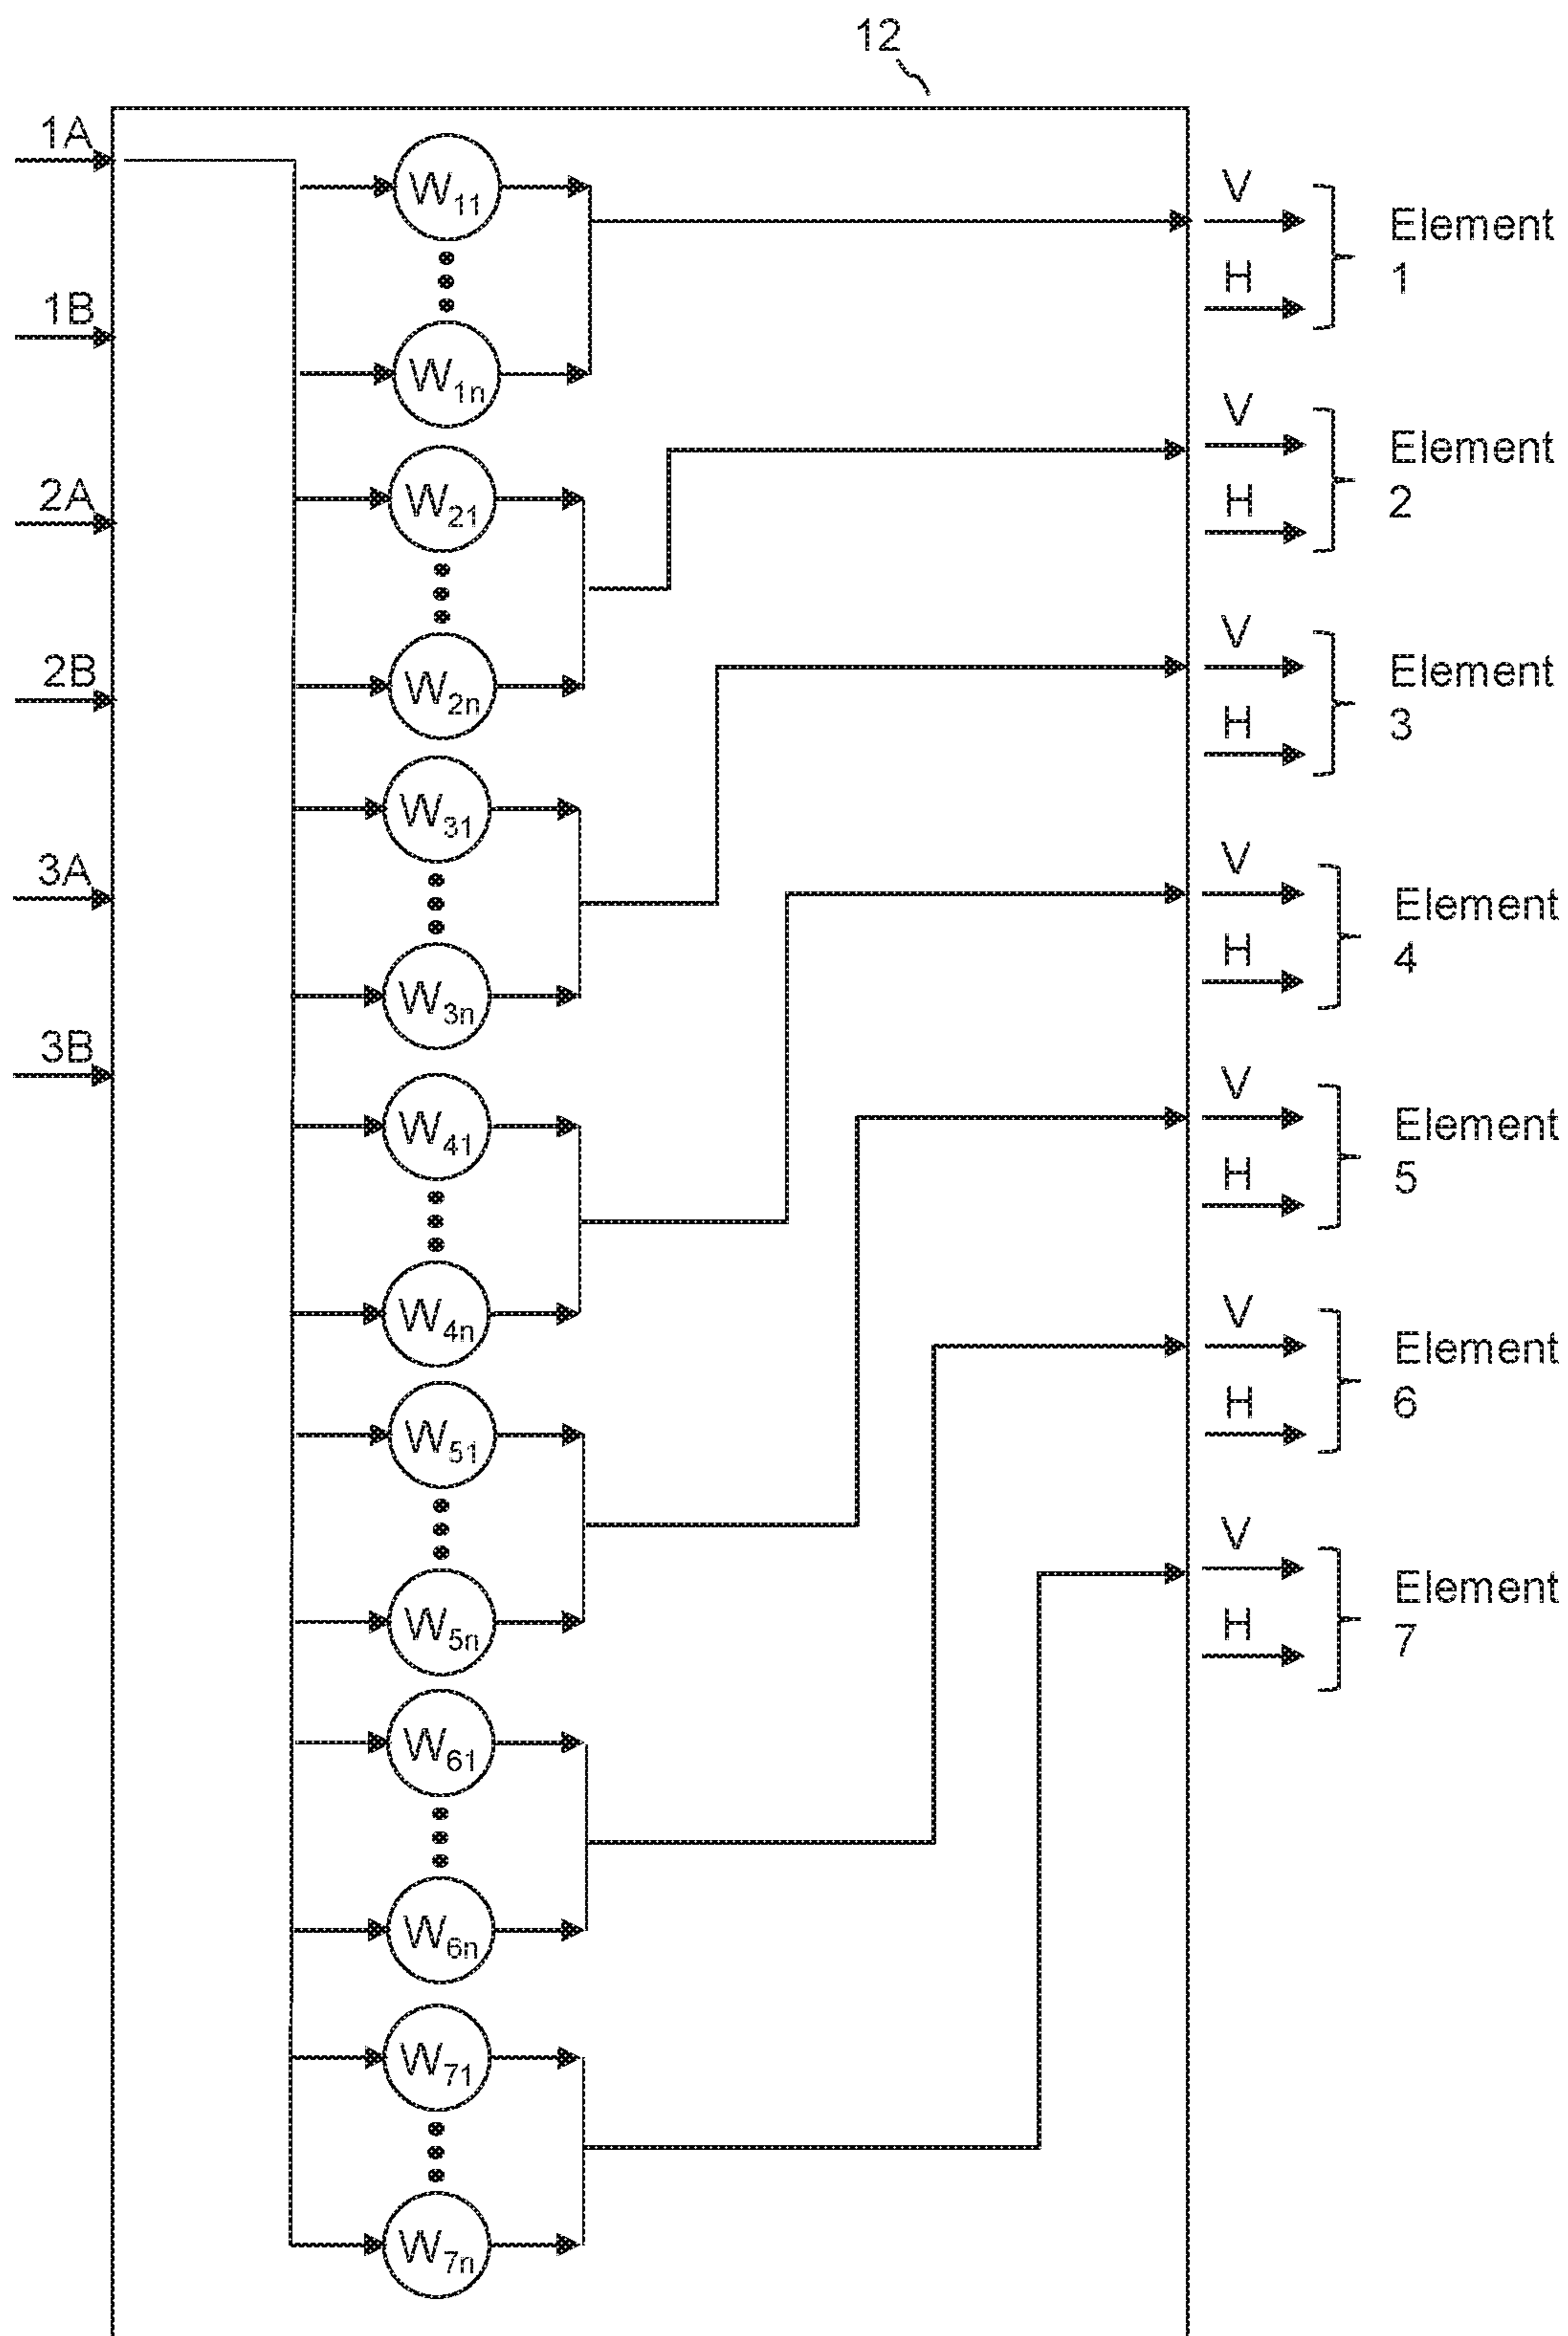 12
1A
1B
2A
2B
3A
3B
W11
W1n
W21
W2n
W31
W3n
W41
W4n
W51
W5n
W61
W6n
W71
W7n
V
H
Element
1
V
H
Element
2
V
H
Element
3
V
H
Element
4
V
H
Element
5
V
H
Element
6
V
H
Element
7